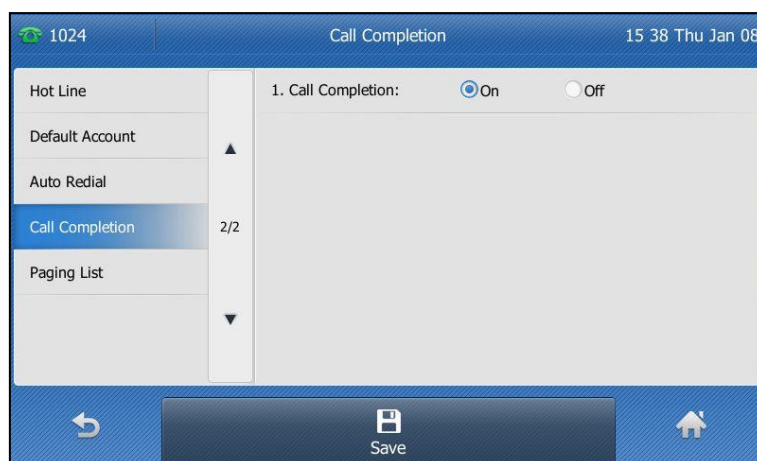 1024 Call Completion 15 38 Thu Jan 08
Hot Line
Default Account
Auto Redial
Call Completion
Paging List
2/2
1. Call Completion: On Off
Save